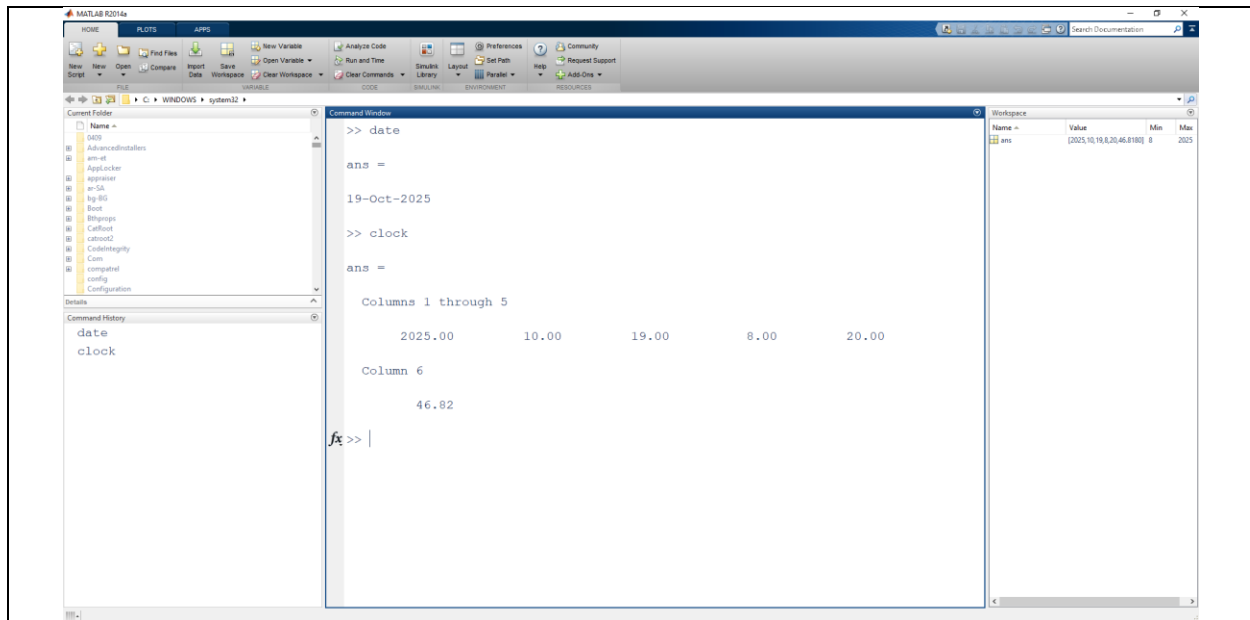 MATLAB R2014a
HOME PLOTS APPS
Search Documentation
New Script
New
Open
Find Files
Compare
Import Data
Save Workspace
New Variable
Open Variable
Clear Workspace
Analyze Code
Run and Time
Clear Commands
Simulink Library
Layout
Preferences
Set Path
Parallel
Help
Community
Request Support
Add-Ons
FILE VARIABLE CODE SIMULINK ENVIRONMENT RESOURCES
C: WINDOWS system32
Current Folder
Name
0409
AdvancedInstallers
am-et
AppLocker
appraiser
ar-SA
bg-BG
Boot
Bthprops
CatRoot
catroot2
CodeIntegrity
Com
compatrel
config
Configuration
Details
Command History
date
clock
Command Window
>> date
ans =
19-Oct-2025
>> clock
ans =
Columns 1 through 5
2025.00 10.00 19.00 8.00 20.00
Column 6
46.82
fx >>
Workspace
Name Value Min Max
ans [2025,10,19,8,20,46.8180] 8 2025